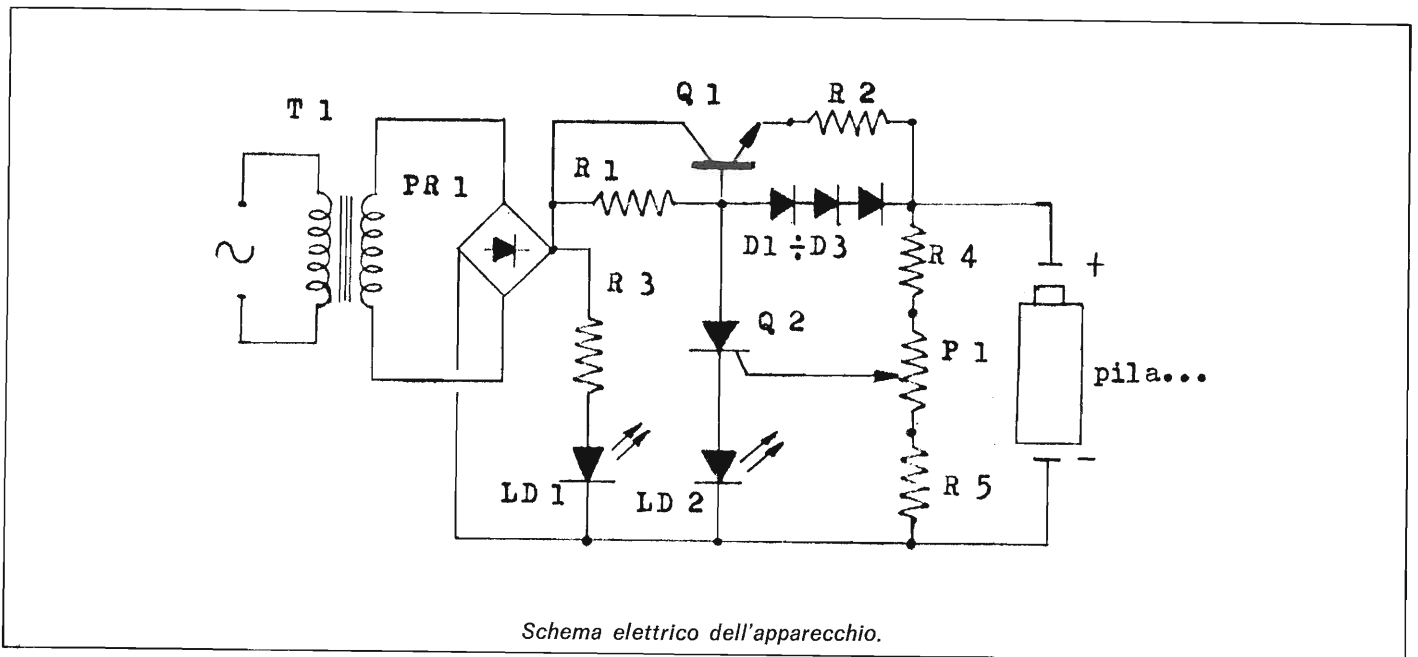 T 1
PR 1
Q 1
R 2
R 1
D1÷D3
R 4
R 3
Q 2
P 1
+
pila...
LD 1
LD 2
R 5
-
Schema elettrico dell'apparecchio.